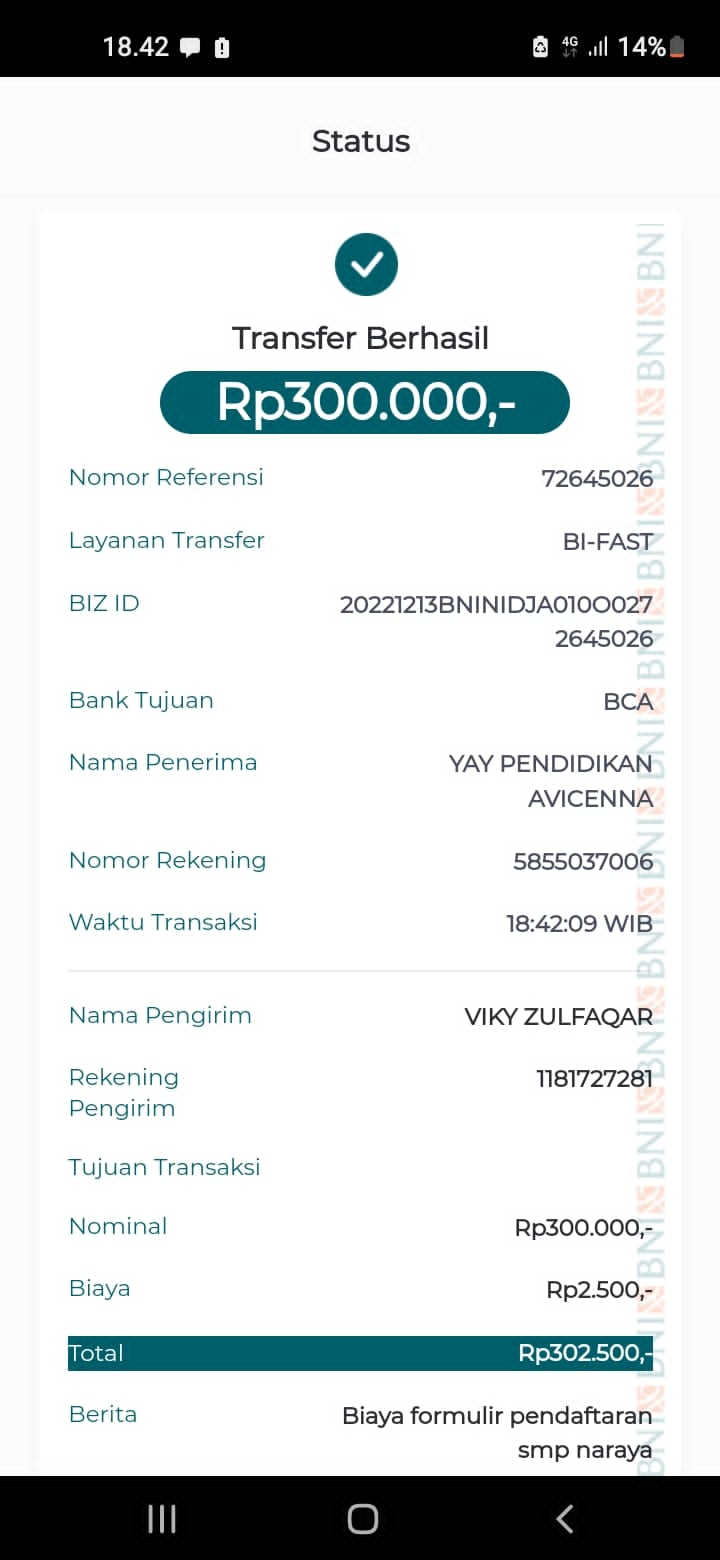 18.42
4G
14%
Status
Transfer Berhasil
Rp300.000,-
Nomor Referensi 72645026
Layanan Transfer BI-FAST
BIZ ID 20221213BNINIDJA010O027
2645026
Bank Tujuan BCA
Nama Penerima YAY PENDIDIKAN
AVICENNA
Nomor Rekening 5855037006
Waktu Transaksi 18:42:09 WIB
Nama Pengirim VIKY ZULFAQAR
Rekening 1181727281
Pengirim
Tujuan Transaksi
Nominal Rp300.000,-
Biaya Rp2.500,-
Total Rp302.500,-
Berita Biaya formulir pendaftaran
smp naraya
BNI BNI BNI BNI BNI BNI BNI BNI BNI BNI BNI BNI BNI